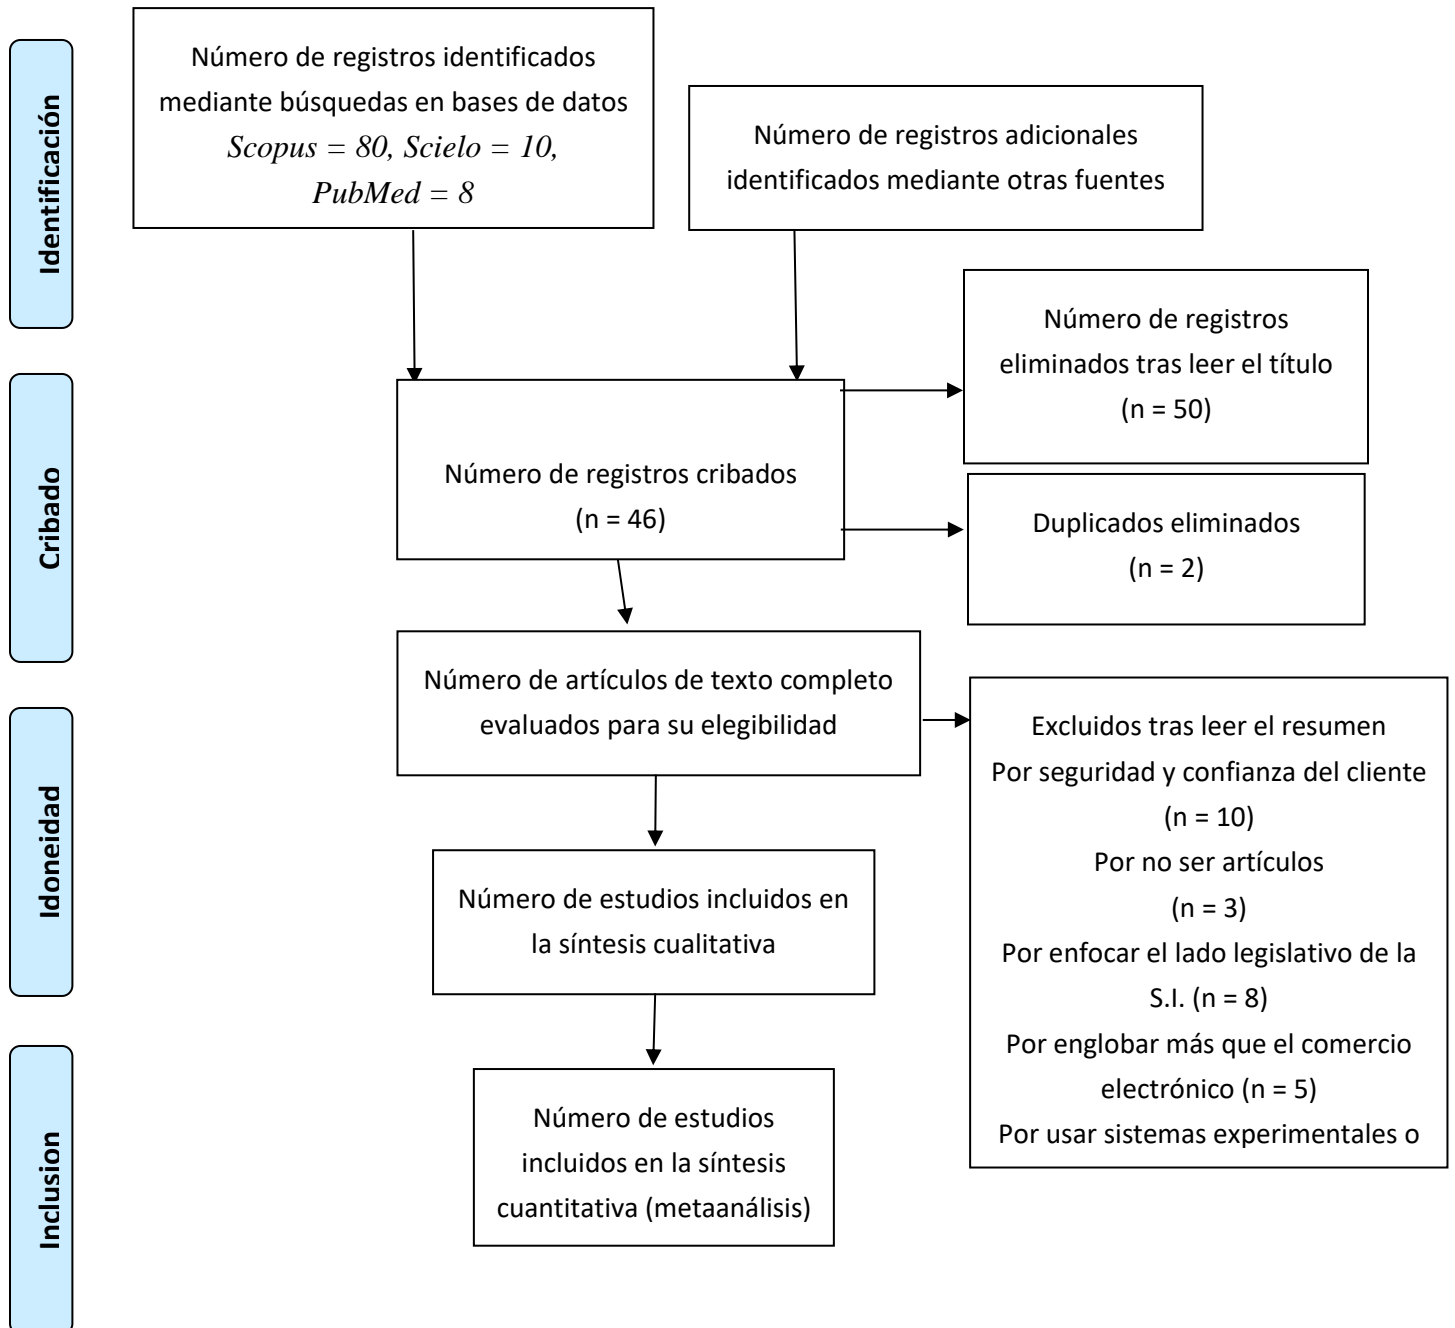 Identificación
Número de registros identificados
mediante búsquedas en bases de datos
Scopus = 80, Scielo = 10,
PubMed = 8
Número de registros adicionales
identificados mediante otras fuentes
Número de registros
eliminados tras leer el título
(n = 50)
Cribado
Número de registros cribados
(n = 46)
Duplicados eliminados
(n = 2)
Idoneidad
Número de artículos de texto completo
evaluados para su elegibilidad
Excluidos tras leer el resumen
Por seguridad y confianza del cliente
(n = 10)
Por no ser artículos
(n = 3)
Por enfocar el lado legislativo de la
S.I. (n = 8)
Por englobar más que el comercio
electrónico (n = 5)
Por usar sistemas experimentales o
Número de estudios incluidos en
la síntesis cualitativa
Inclusion
Número de estudios
incluidos en la síntesis
cuantitativa (metaanálisis)